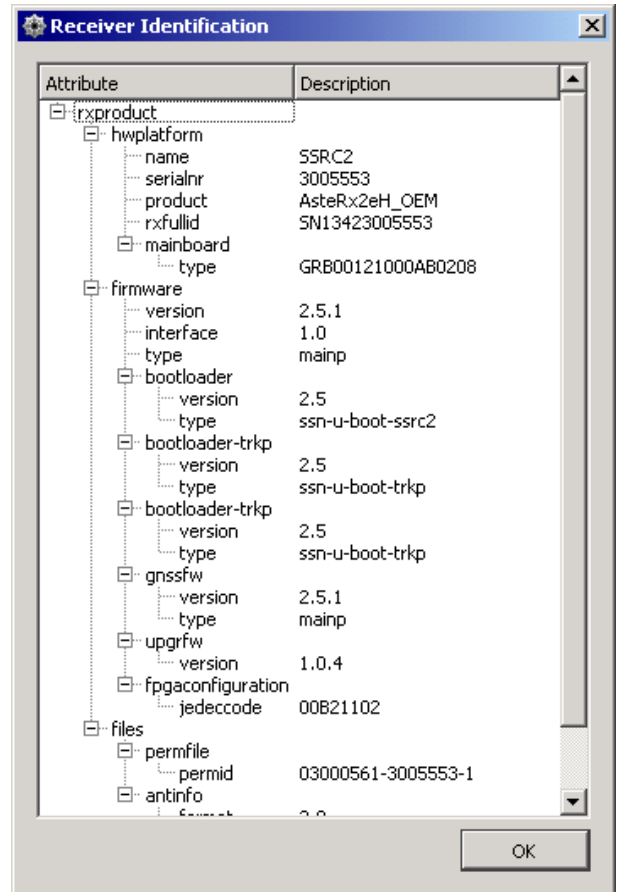 Receiver Identification
Attribute Description
rxproduct
hwplatform
name SSRC2
serialnr 3005553
product AsteRx2eH_OEM
rxfullid SN13423005553
mainboard
type GRB00121000AB0208
firmware
version 2.5.1
interface 1.0
type mainp
bootloader
version 2.5
type ssn-u-boot-ssrc2
bootloader-trkp
version 2.5
type ssn-u-boot-trkp
bootloader-trkp
version 2.5
type ssn-u-boot-trkp
gnssfw
version 2.5.1
type mainp
upgrfw
version 1.0.4
fpgaconfiguration
jedeccode 00B21102
files
permfile
permid 03000561-3005553-1
antinfo
OK